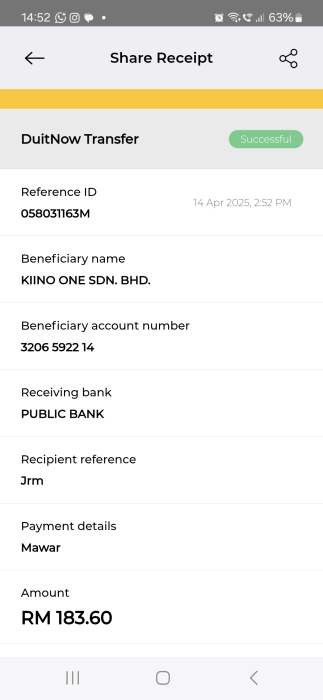 14:52 63%
Share Receipt
DuitNow Transfer
Successful
Reference ID
14 Apr 2025, 2:52 PM
058031163M
Beneficiary name
KIINO ONE SDN. BHD.
Beneficiary account number
3206 5922 14
Receiving bank
PUBLIC BANK
Recipient reference
Jrm
Payment details
Mawar
Amount
RM 183.60